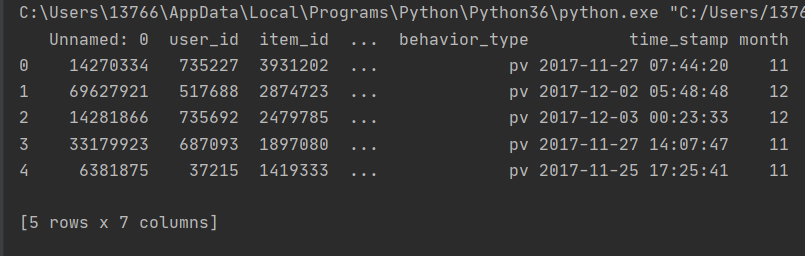 C:\Users\13766\AppData\Local\Programs\Python\Python36\python.exe "C:/Users/1376
Unnamed: 0 user_id item_id ... behavior_type time_stamp month
0 14270334 735227 3931202 ... pv 2017-11-27 07:44:20 11
1 69627921 517688 2874723 ... pv 2017-12-02 05:48:48 12
2 14281866 735692 2479785 ... pv 2017-12-03 00:23:33 12
3 33179923 687093 1897080 ... pv 2017-11-27 14:07:47 11
4 6381875 37215 1419333 ... pv 2017-11-25 17:25:41 11
[5 rows x 7 columns]